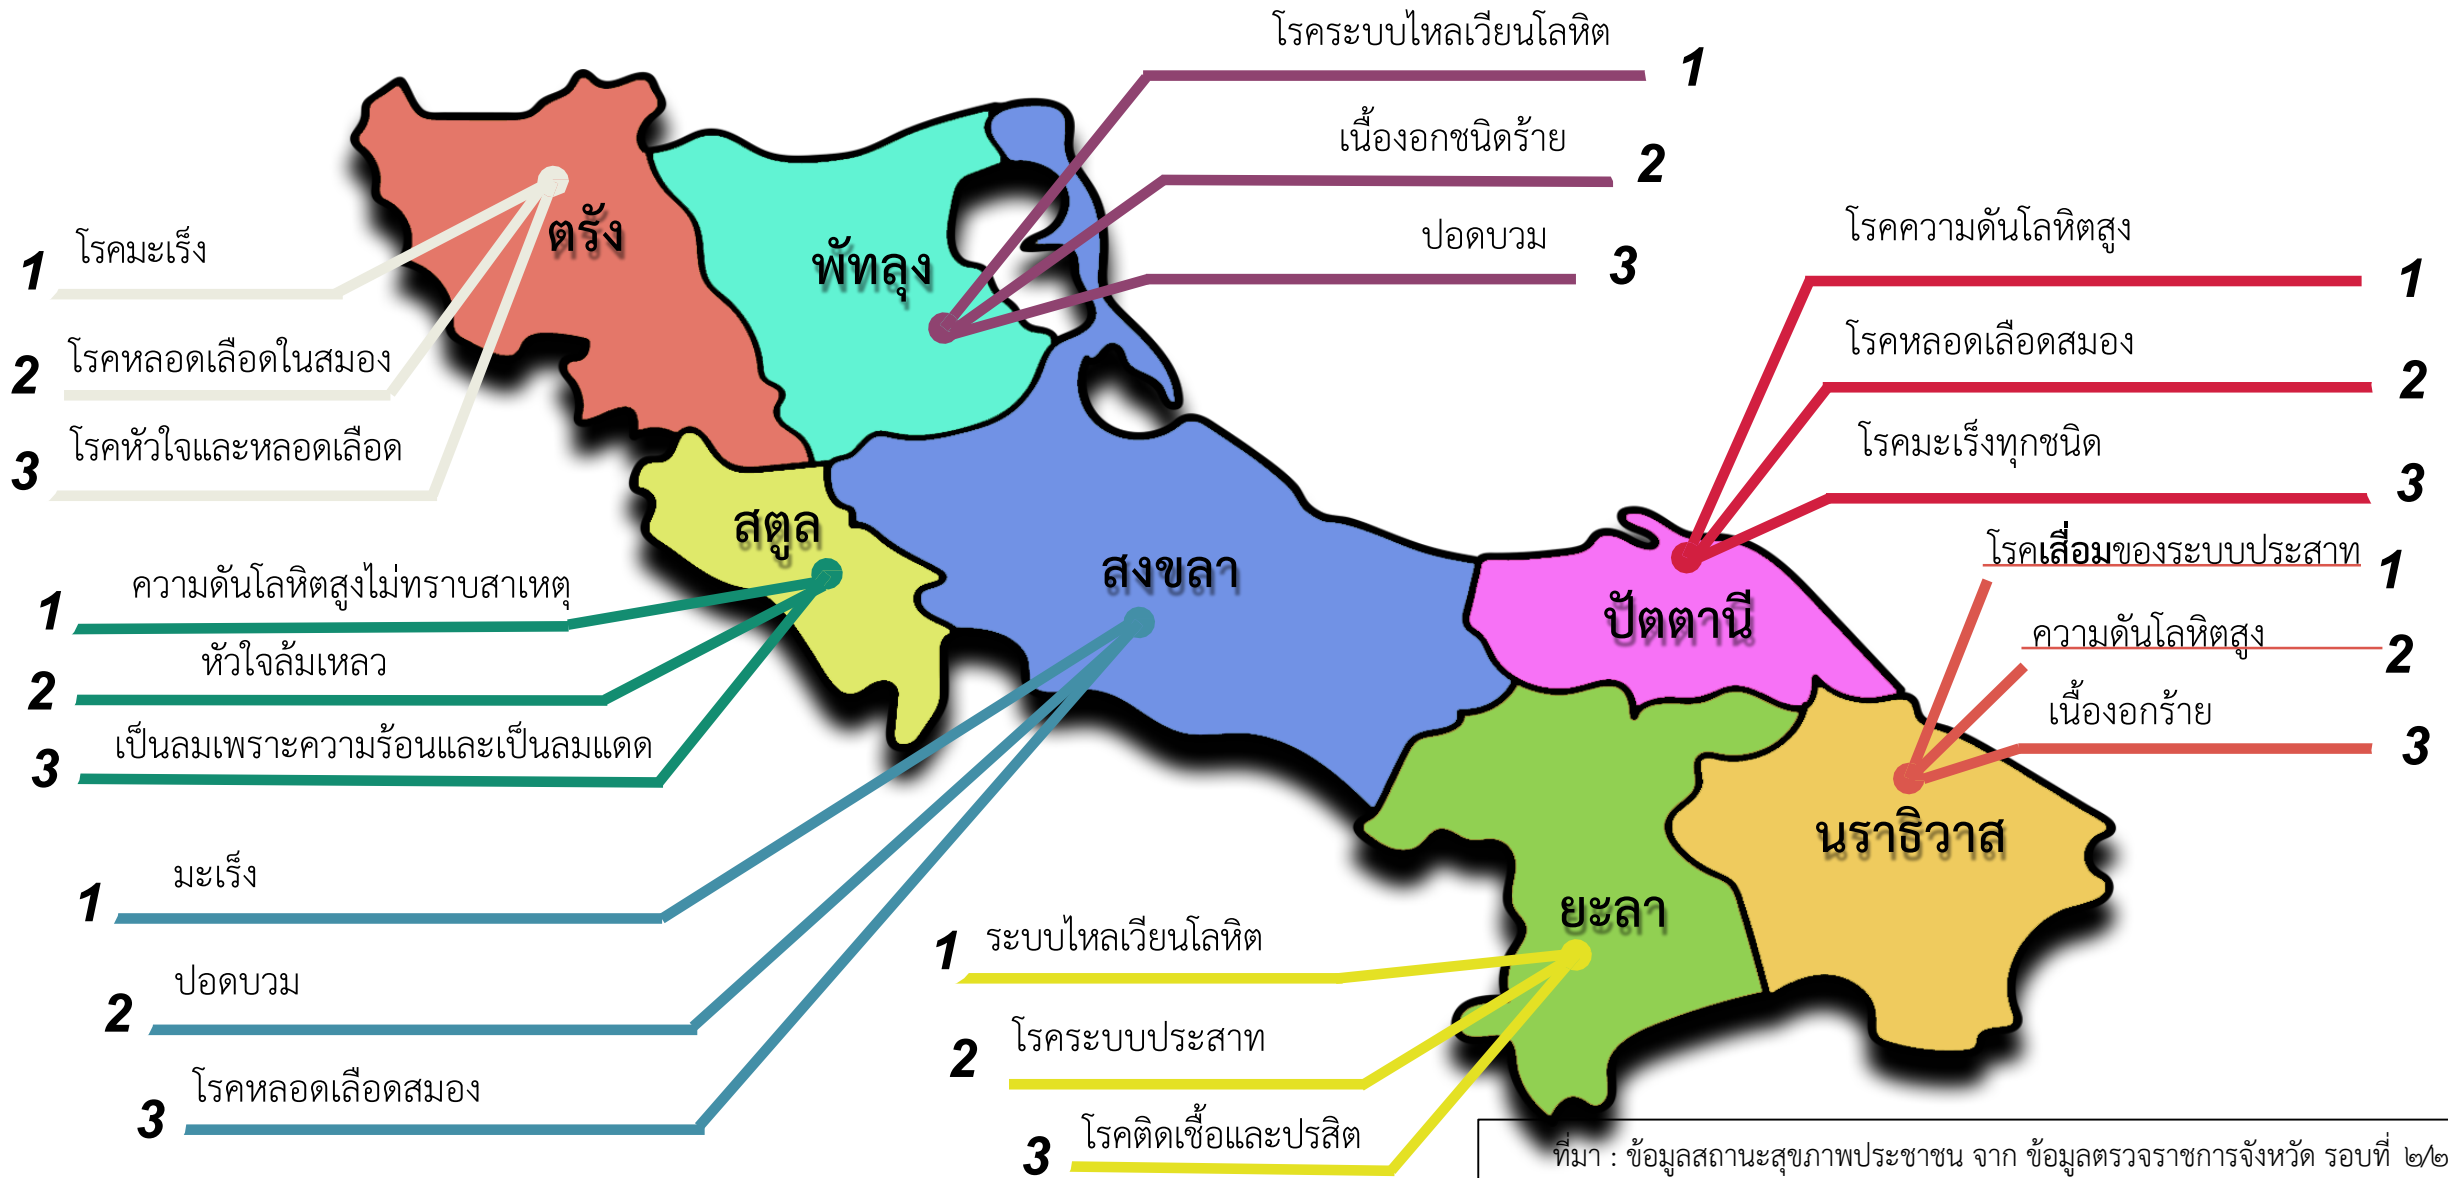 โรคระบบไหลเวียนโลหิต 1
เนื้องอกชนิดร้าย 2
ปอดบวม 3
ตรัง
1 โรคมะเร็ง
2 โรคหลอดเลือดในสมอง
3 โรคหัวใจและหลอดเลือด
พัทลุง
โรคความดันโลหิตสูง 1
โรคหลอดเลือดสมอง 2
โรคมะเร็งทุกชนิด 3
สตูล
1 ความดันโลหิตสูงไม่ทราบสาเหตุ
2 หัวใจล้มเหลว
3 เป็นลมเพราะความร้อนและเป็นลมแดด
สงขลา
ปัตตานี
โรคเสื่อมของระบบประสาท 1
ความดันโลหิตสูง 2
เนื้องอกร้าย 3
นราธิวาส
1 มะเร็ง
2 ปอดบวม
3 โรคหลอดเลือดสมอง
ยะลา
1 ระบบไหลเวียนโลหิต
2 โรคระบบประสาท
3 โรคติดเชื้อและปรสิต
ที่มา : ข้อมูลสถานะสุขภาพประชาชน จาก ข้อมูลตรวจราชการจังหวัด รอบที่ ๒/๒